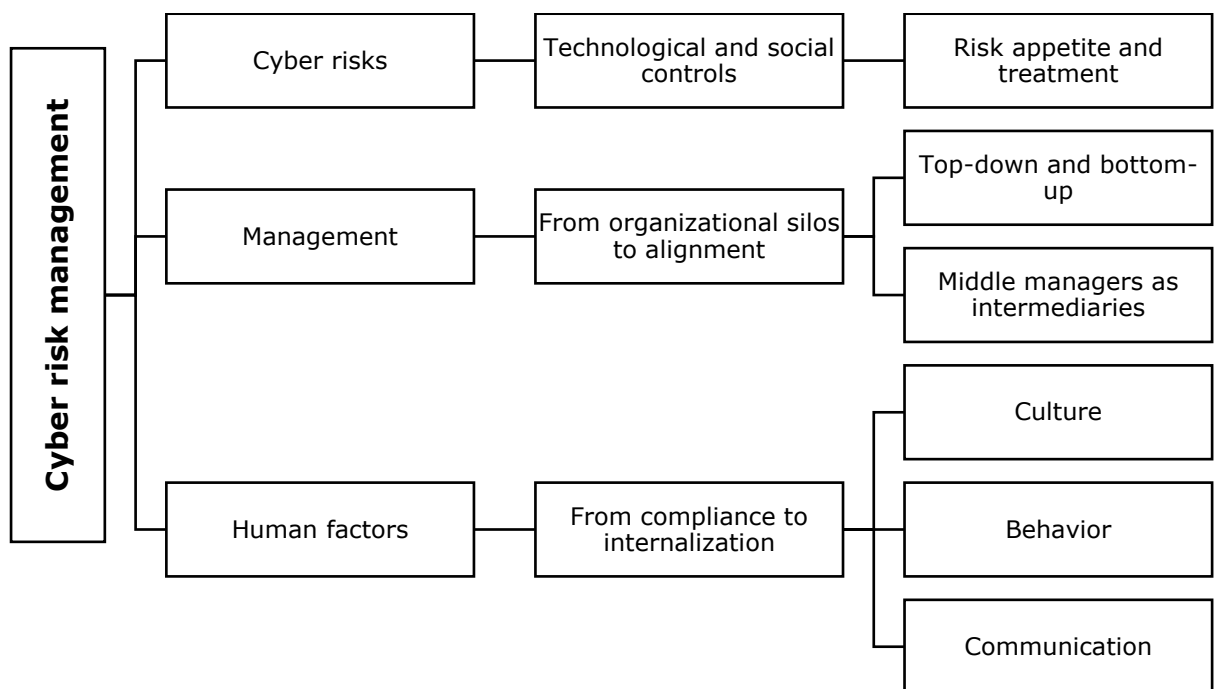 Cyber risk management
Cyber risks
Technological and social
controls
Risk appetite and
treatment
Management
From organizational silos
to alignment
Top-down and bottom-
up
Middle managers as
intermediaries
Human factors
From compliance to
internalization
Culture
Behavior
Communication